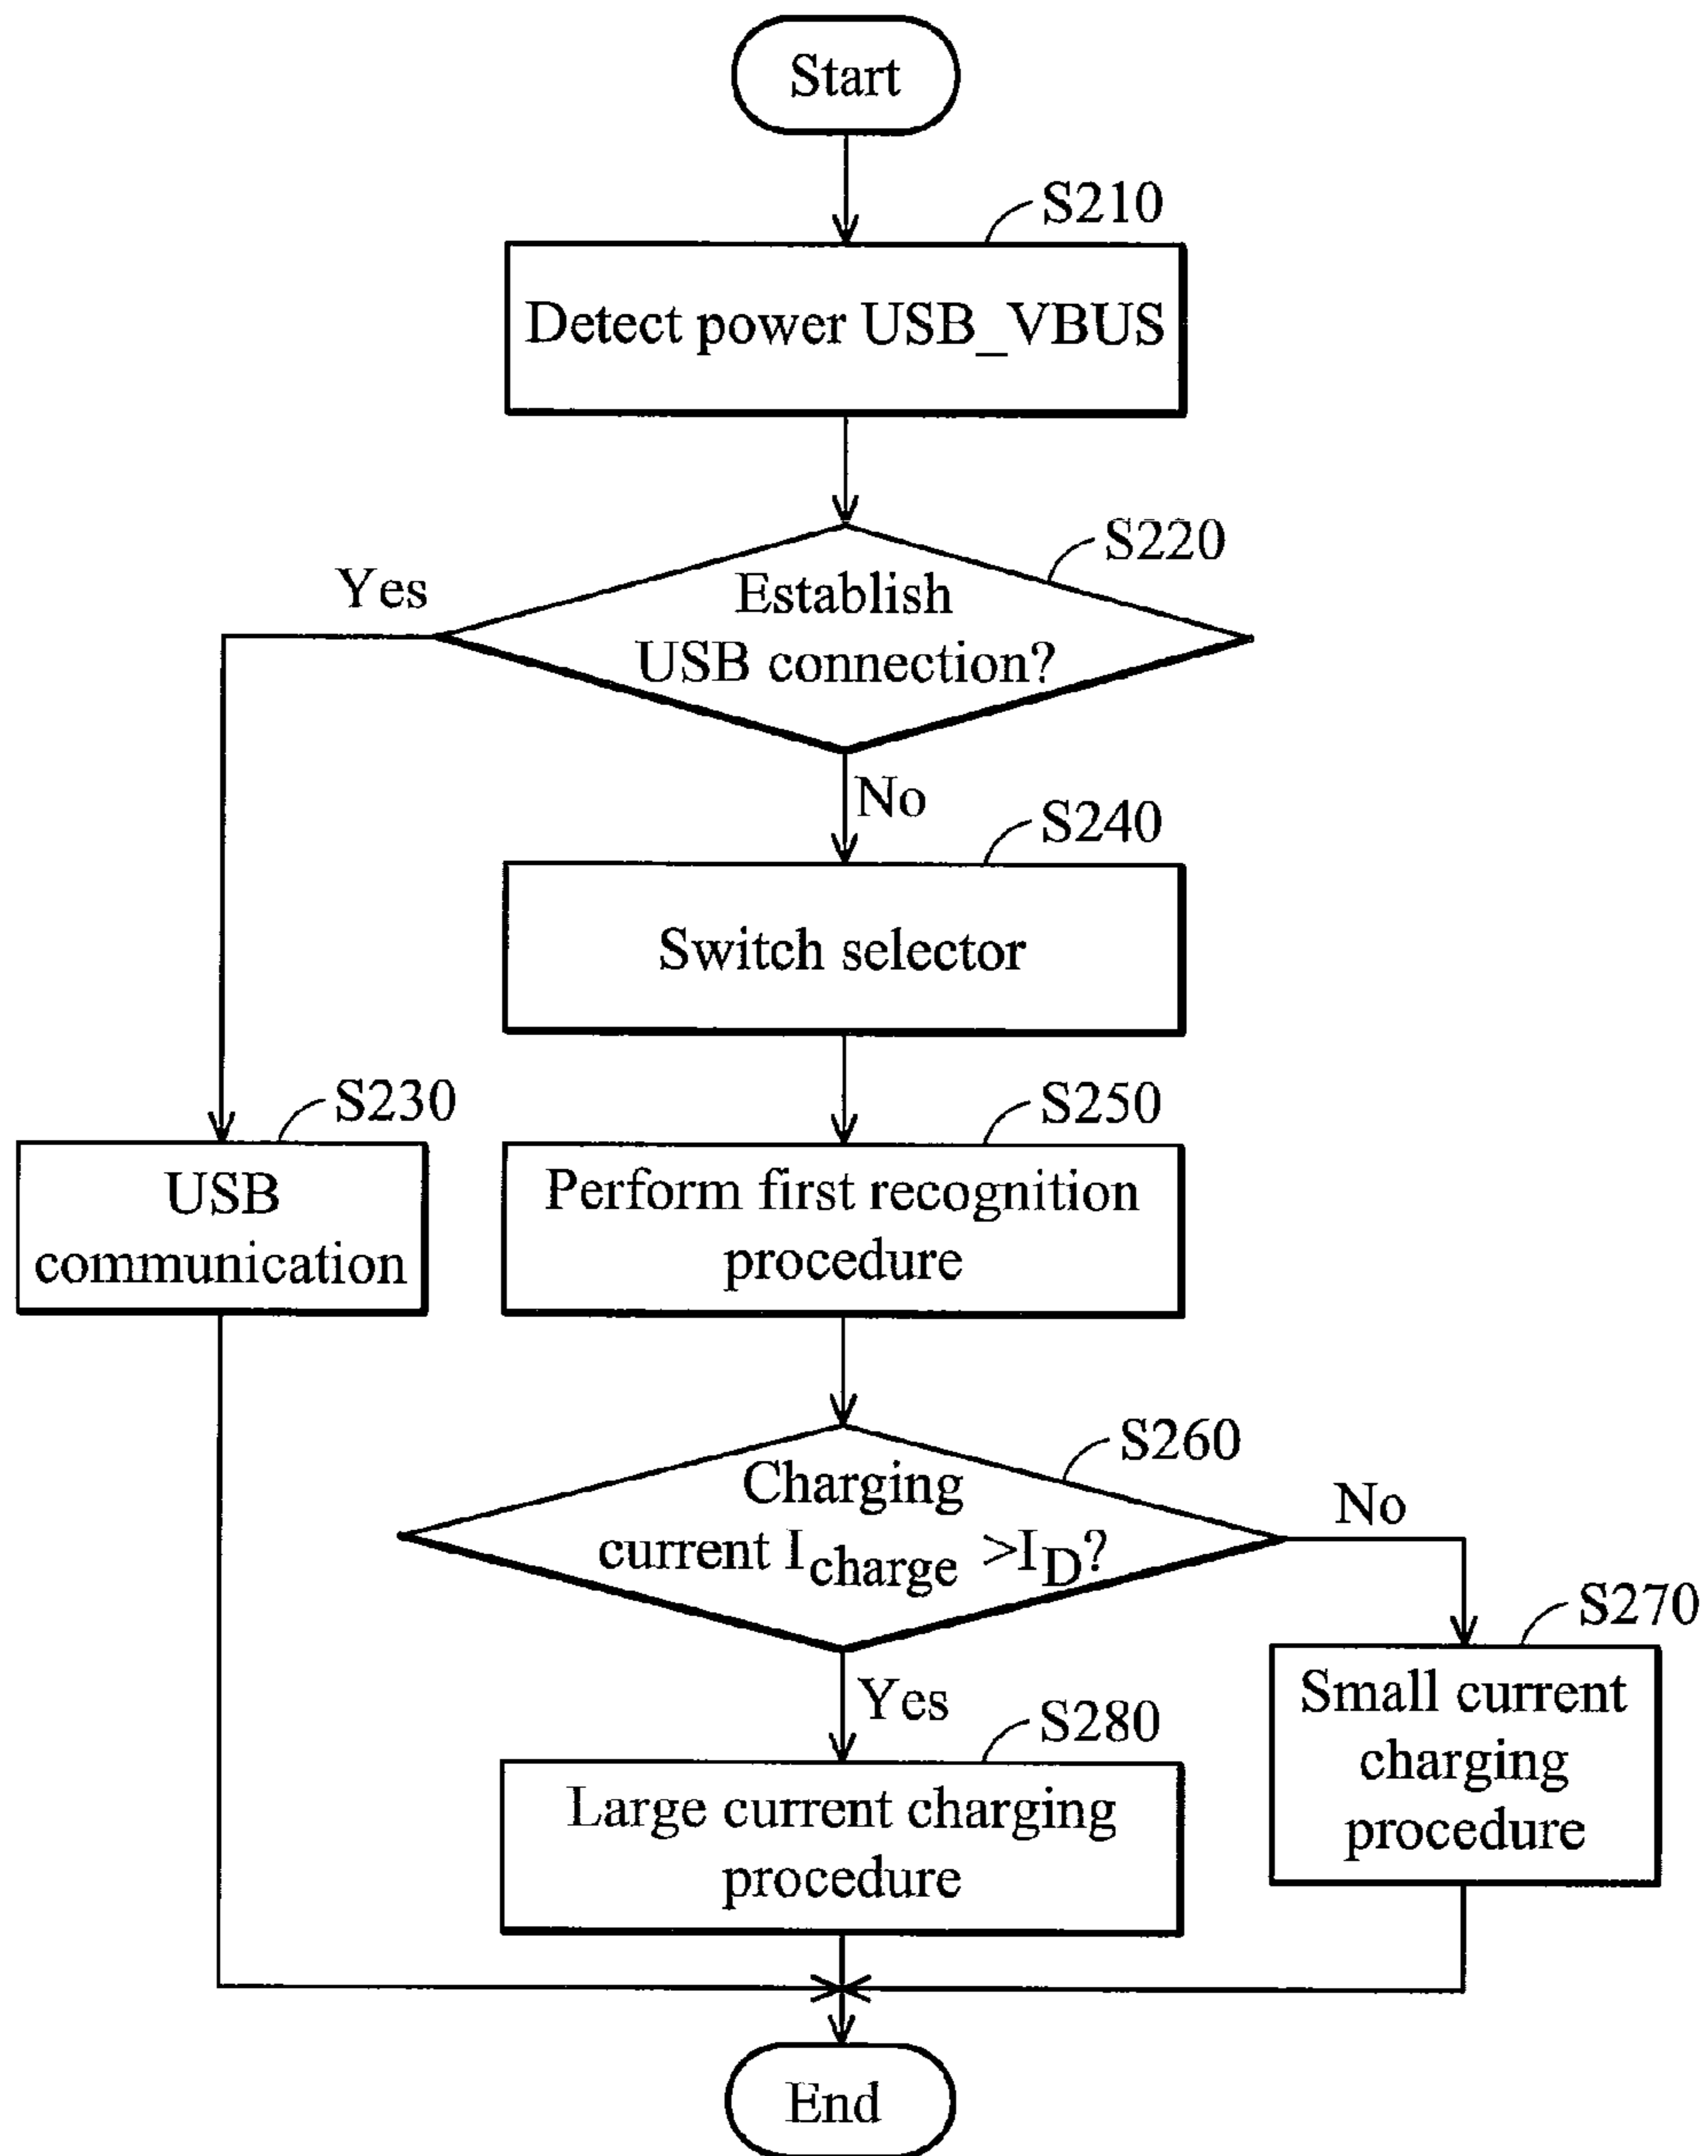 Start
S210
Detect power USB_VBUS
S220
Yes
Establish
USB connection?
No
S240
Switch selector
S230
S250
USB
communication
Perform first recognition
procedure
S260
Charging
current Icharge >ID?
No
S270
Yes
S280
Small current
charging
procedure
Large current charging
procedure
End